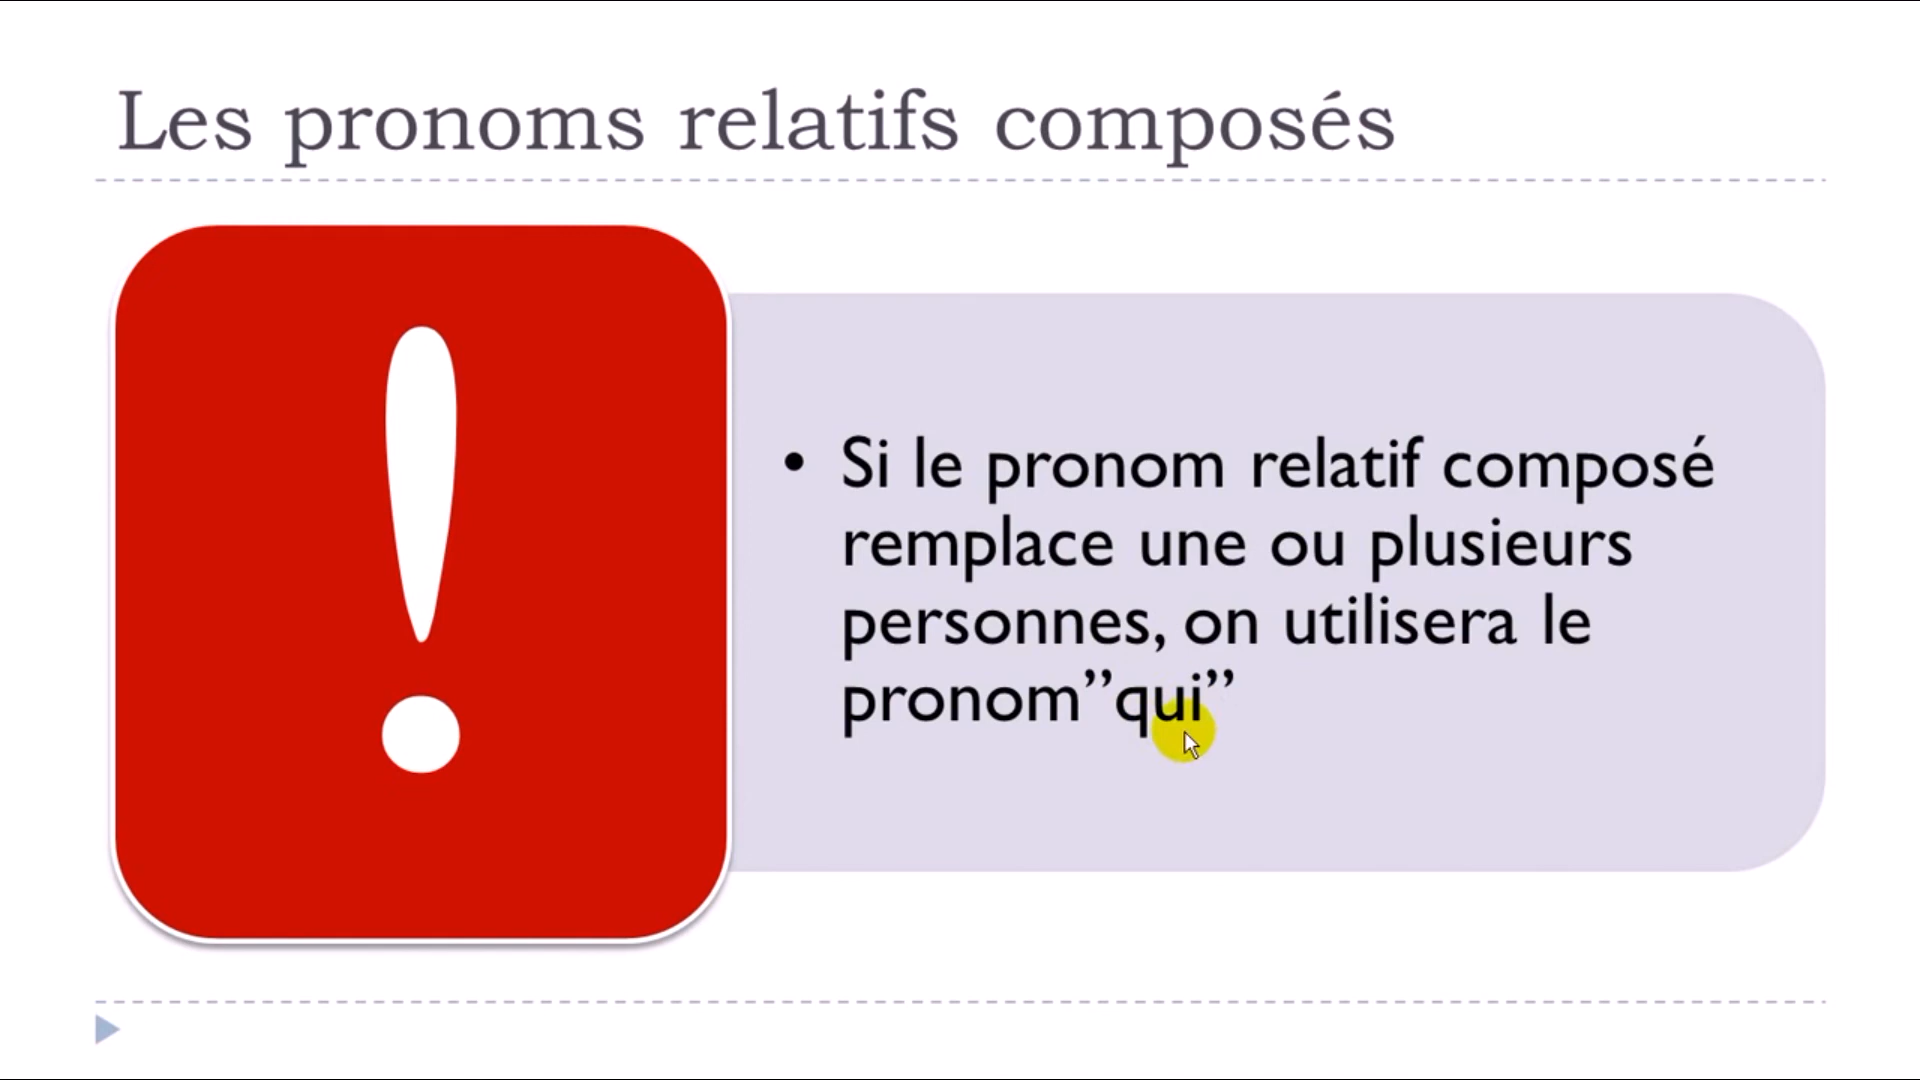 Les pronoms relatifs composés
!
• Si le pronom relatif composé
remplace une ou plusieurs
personnes, on utilisera le
pronom”qui”